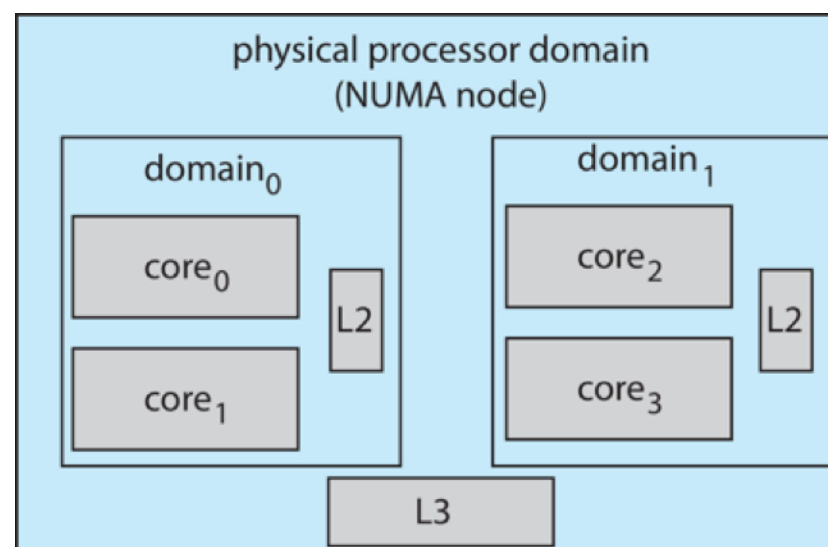 physical processor domain
(NUMA node)
domain₀
core₀
L2
core₁
domain₁
core₂
L2
core₃
L3